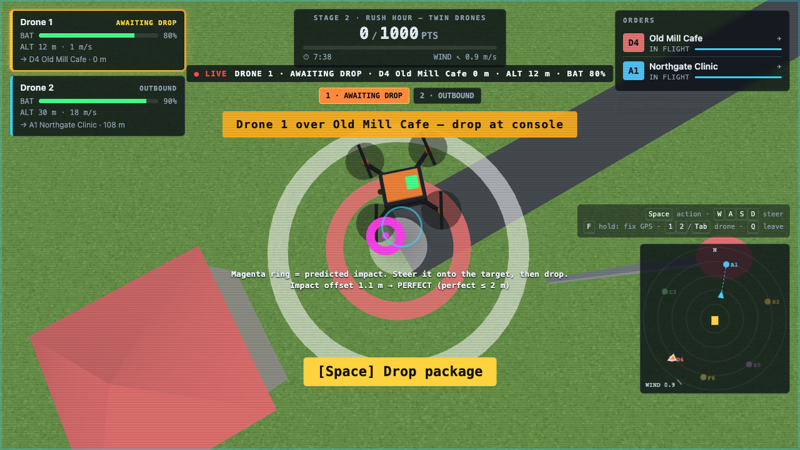 Drone 1 AWAITING DROP
BAT 80%
ALT 12 m · 1 m/s
→ D4 Old Mill Cafe · 0 m
Drone 2 OUTBOUND
BAT 90%
ALT 30 m · 18 m/s
→ A1 Northgate Clinic · 108 m
STAGE 2 · RUSH HOUR — TWIN DRONES
0/1000 PTS
7:38 WIND ↖ 0.9 m/s
● LIVE DRONE 1 · AWAITING DROP · D4 Old Mill Cafe 0 m · ALT 12 m · BAT 80%
1 · AWAITING DROP 2 · OUTBOUND
Drone 1 over Old Mill Cafe — drop at console
ORDERS
D4 Old Mill Cafe
IN FLIGHT
A1 Northgate Clinic
IN FLIGHT
Space action · W A S D steer
F hold: fix GPS · 1 2 / Tab drone · Q leave
Magenta ring = predicted impact. Steer it onto the target, then drop.
Impact offset 1.1 m → PERFECT (perfect ≤ 2 m)
[Space] Drop package
N
A1
WIND 0.9